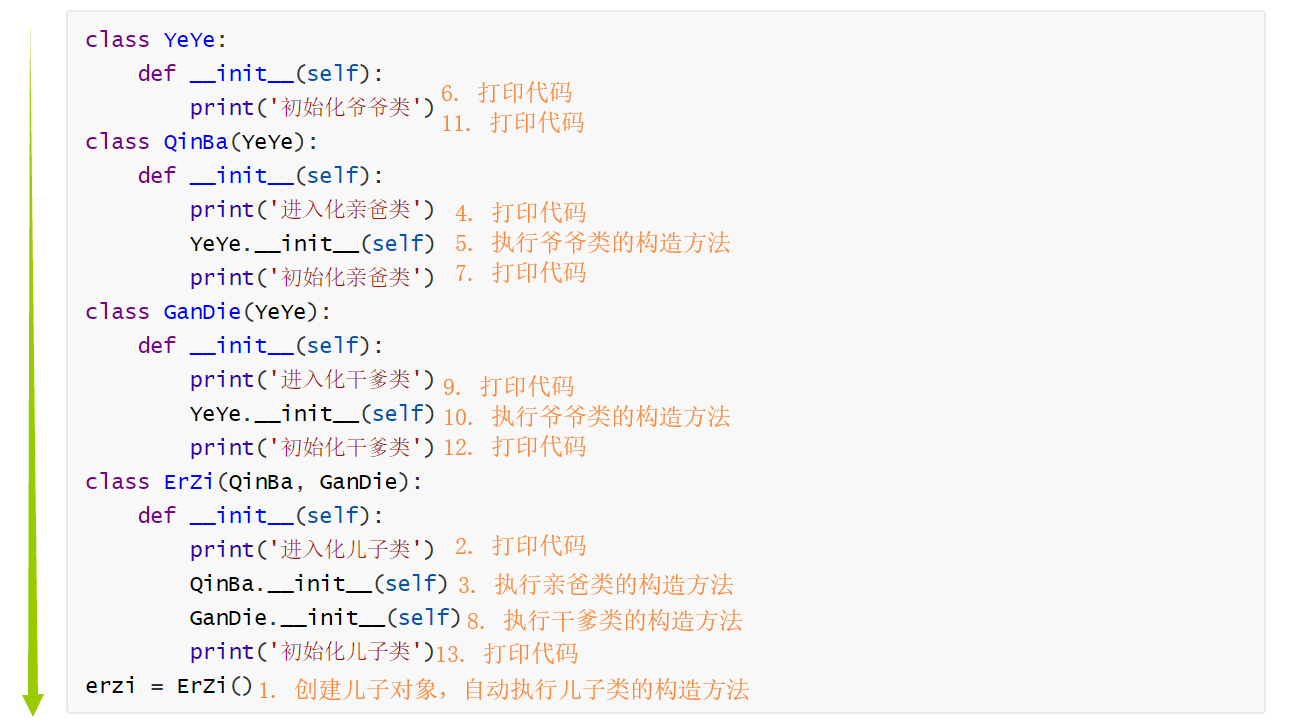 class YeYe:
def __init__(self):
print('初始化爷爷类') 6. 打印代码
11. 打印代码
class QinBa(YeYe):
def __init__(self):
print('进入化亲爸类') 4. 打印代码
YeYe.__init__(self) 5. 执行爷爷类的构造方法
print('初始化亲爸类') 7. 打印代码
class GanDie(YeYe):
def __init__(self):
print('进入化干爹类') 9. 打印代码
YeYe.__init__(self) 10. 执行爷爷类的构造方法
print('初始化干爹类') 12. 打印代码
class ErZi(QinBa, GanDie):
def __init__(self):
print('进入化儿子类') 2. 打印代码
QinBa.__init__(self) 3. 执行亲爸类的构造方法
GanDie.__init__(self) 8. 执行干爹类的构造方法
print('初始化儿子类') 13. 打印代码
erzi = ErZi() 1. 创建儿子对象，自动执行儿子类的构造方法